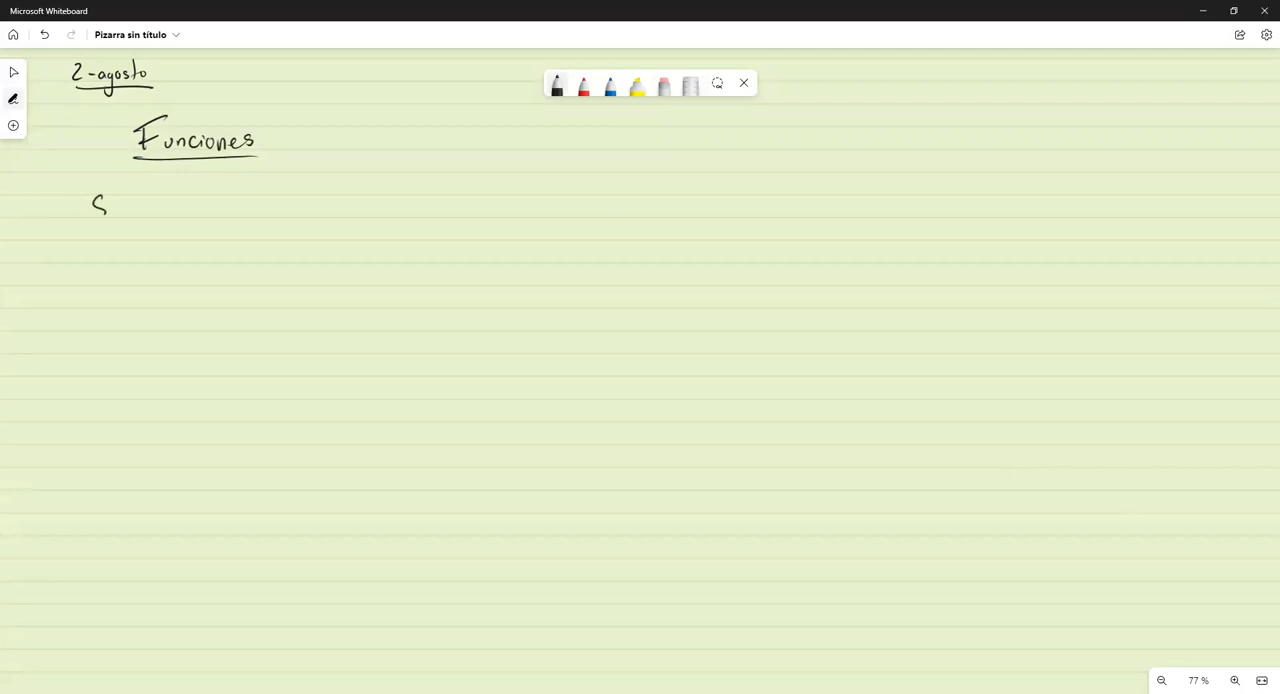 Microsoft Whiteboard
Pizarra sin título
2-agosto
Funciones
S
77 %